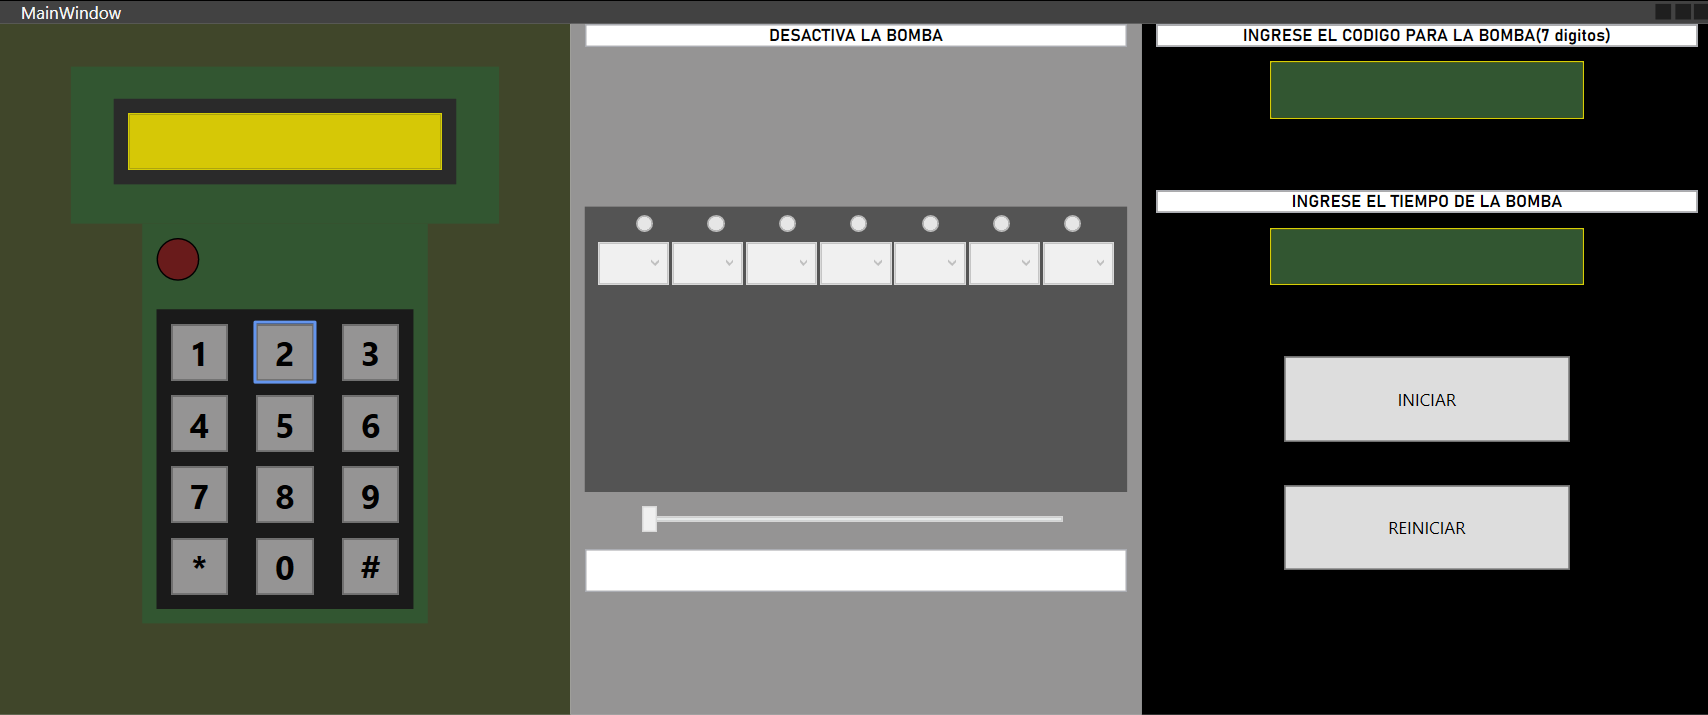 MainWindow
DESACTIVA LA BOMBA
INGRESE EL CODIGO PARA LA BOMBA(7 digitos)
INGRESE EL TIEMPO DE LA BOMBA
1 2 3
4 5 6
7 8 9
* 0 #
INICIAR
REINICIAR